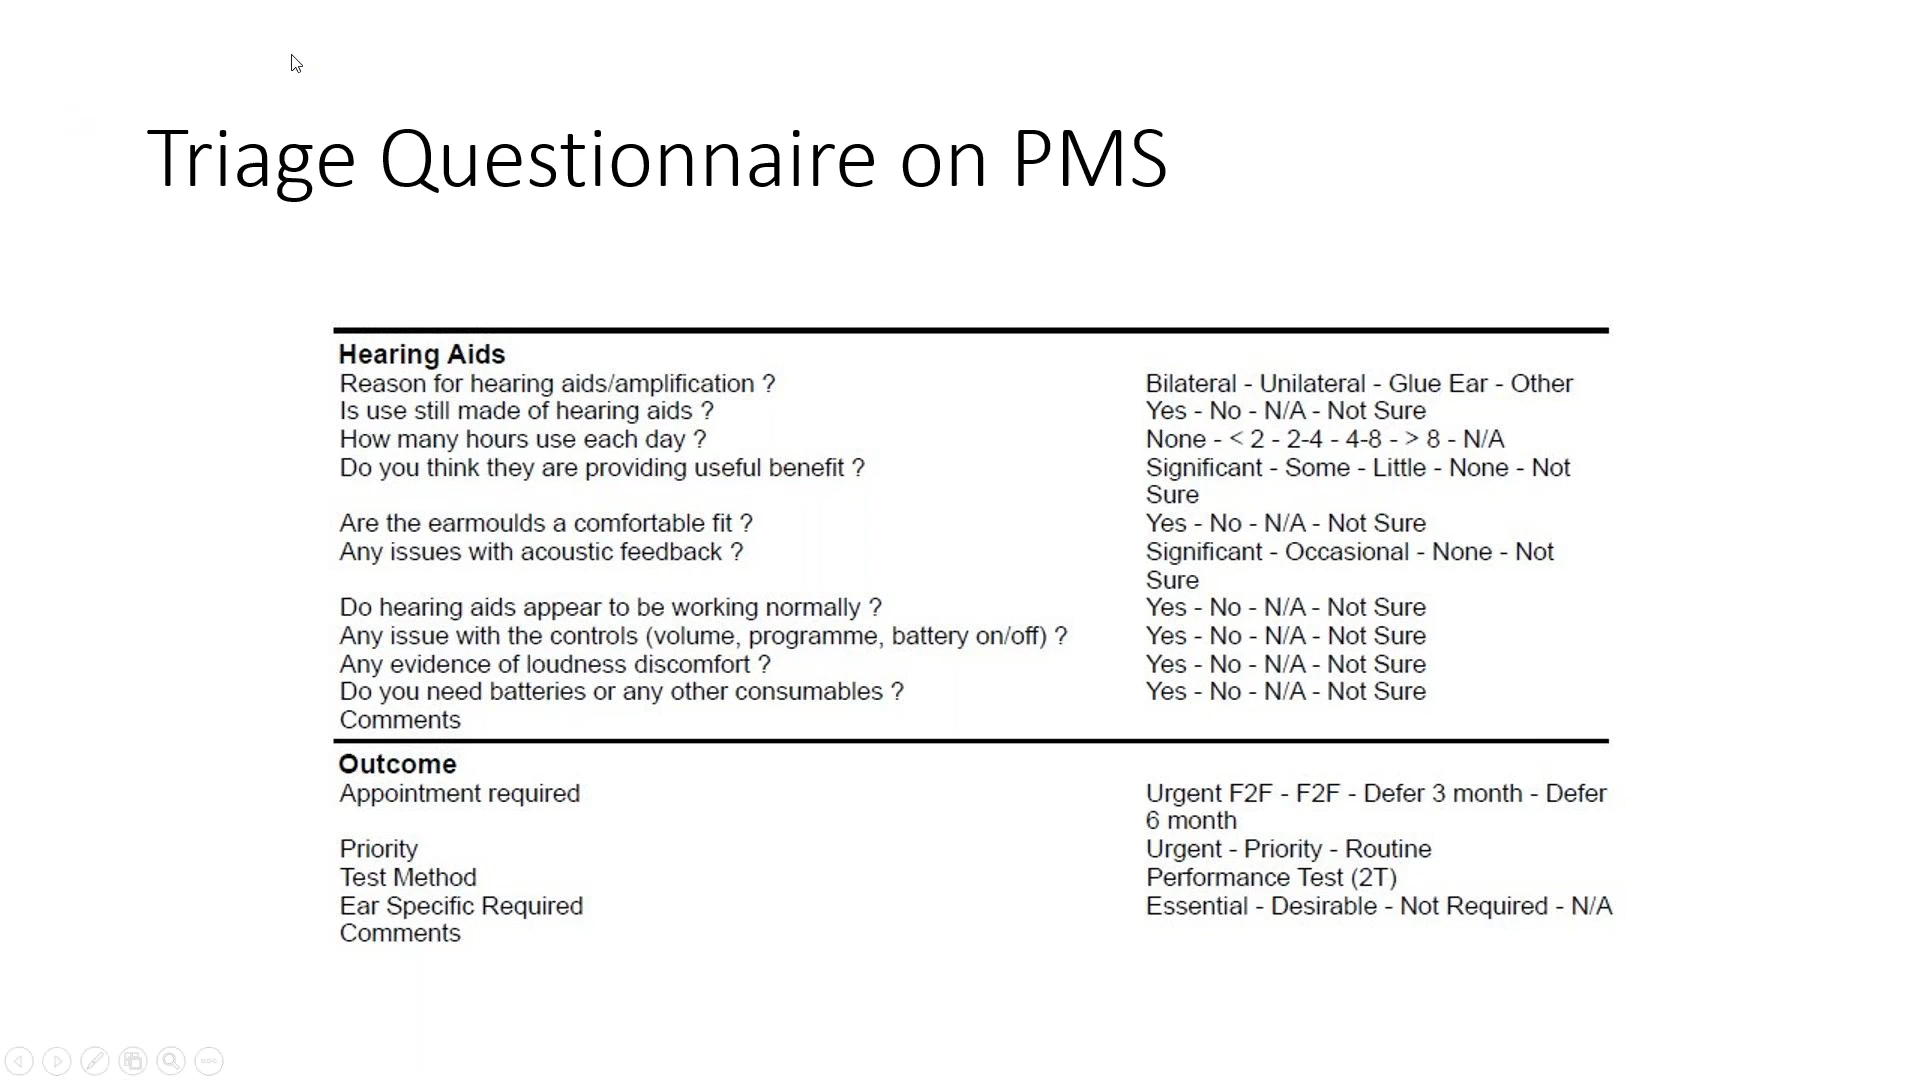 Triage Questionnaire on PMS
Hearing Aids
Reason for hearing aids/amplification ? Bilateral - Unilateral - Glue Ear - Other
Is use still made of hearing aids ? Yes - No - N/A - Not Sure
How many hours use each day ? None - < 2 - 2-4 - 4-8 - > 8 - N/A
Do you think they are providing useful benefit ? Significant - Some - Little - None - Not
Sure
Are the earmoulds a comfortable fit ? Yes - No - N/A - Not Sure
Any issues with acoustic feedback ? Significant - Occasional - None - Not
Sure
Do hearing aids appear to be working normally ? Yes - No - N/A - Not Sure
Any issue with the controls (volume, programme, battery on/off) ? Yes - No - N/A - Not Sure
Any evidence of loudness discomfort ? Yes - No - N/A - Not Sure
Do you need batteries or any other consumables ? Yes - No - N/A - Not Sure
Comments
Outcome
Appointment required Urgent F2F - F2F - Defer 3 month - Defer
6 month
Priority Urgent - Priority - Routine
Test Method Performance Test (2T)
Ear Specific Required Essential - Desirable - Not Required - N/A
Comments